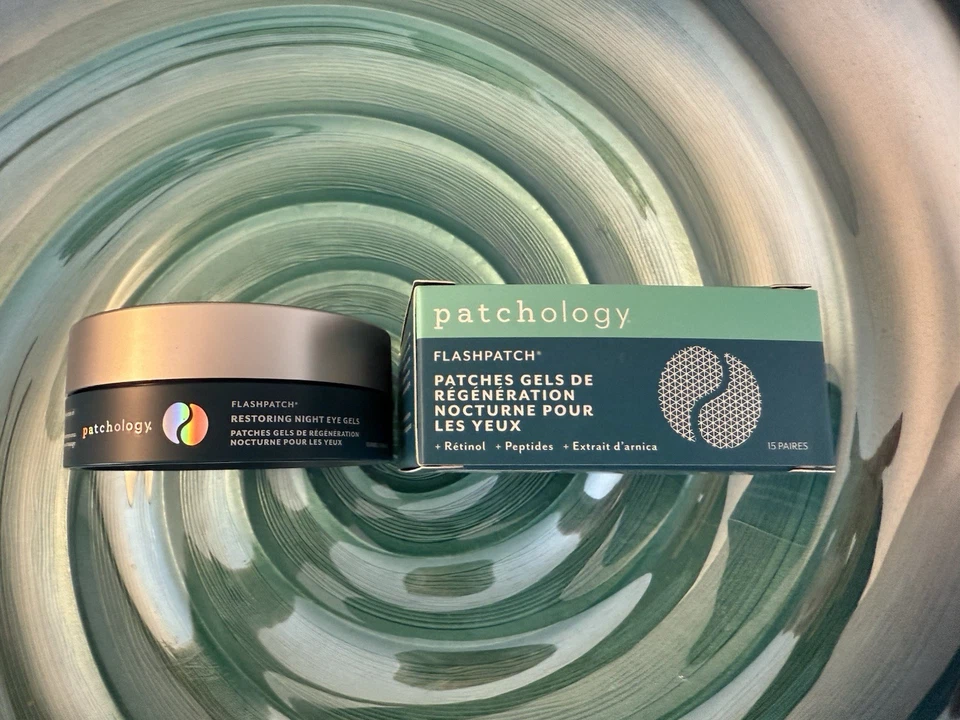 patchology
FLASHPATCH®
RESTORING NIGHT EYE GELS
PATCHES GELS DE RÉGÉNÉRATION
NOCTURNE POUR LES YEUX
patchology
FLASHPATCH®
PATCHES GELS DE
RÉGÉNÉRATION
NOCTURNE POUR
LES YEUX
+ Rétinol + Peptides + Extrait d'arnica
15 PAIRES